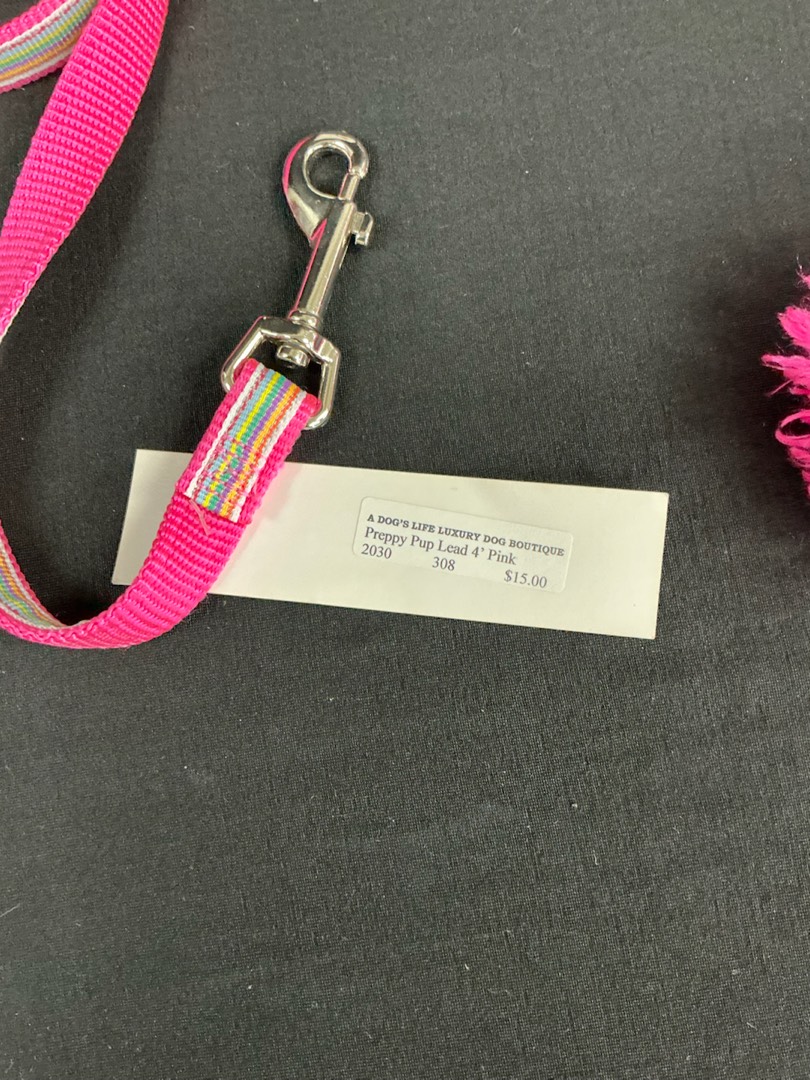 A DOG'S LIFE LUXURY DOG BOUTIQUE
Preppy Pup Lead 4' Pink
2030 308 $15.00